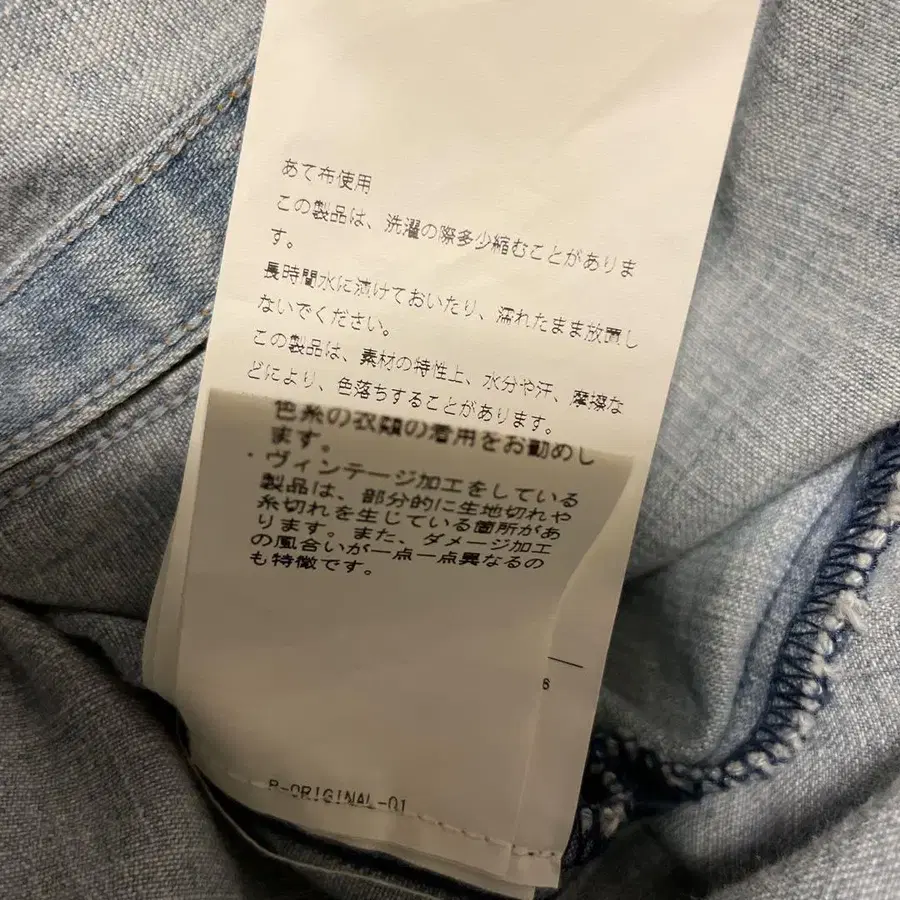 あて布使用
この製品は、洗濯の際多少縮むことがありま
す。
長時間水に漬けておいたり、濡れたまま放置し
ないでください。
この製品は、素材の特性上、水分や汗、摩擦な
どにより、色落ちすることがあります。
色糸の衣類の着用をお勧めし
ます。
・ヴィンテージ加工をしている
製品は、部分的に生地切れや
糸切れを生じている箇所があ
ります。また、ダメージ加工
の風合いが一点一点異なるの
も特徴です。
6
R-ORIGINAL-01